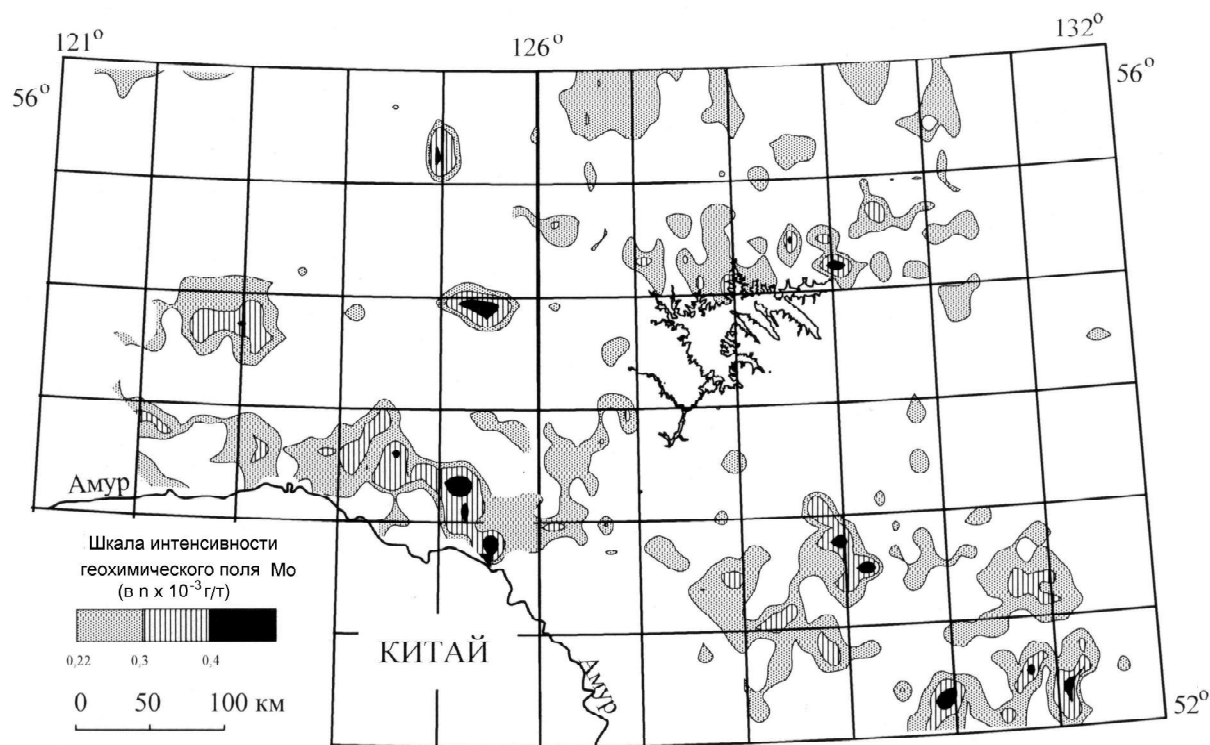 121° 126° 132°
56° 56°
Амур
Шкала интенсивности
геохимического поля Мо
(в n x 10⁻³ г/т)
0,22 0,3 0,4
0 50 100 км
КИТАЙ
Амур
52°